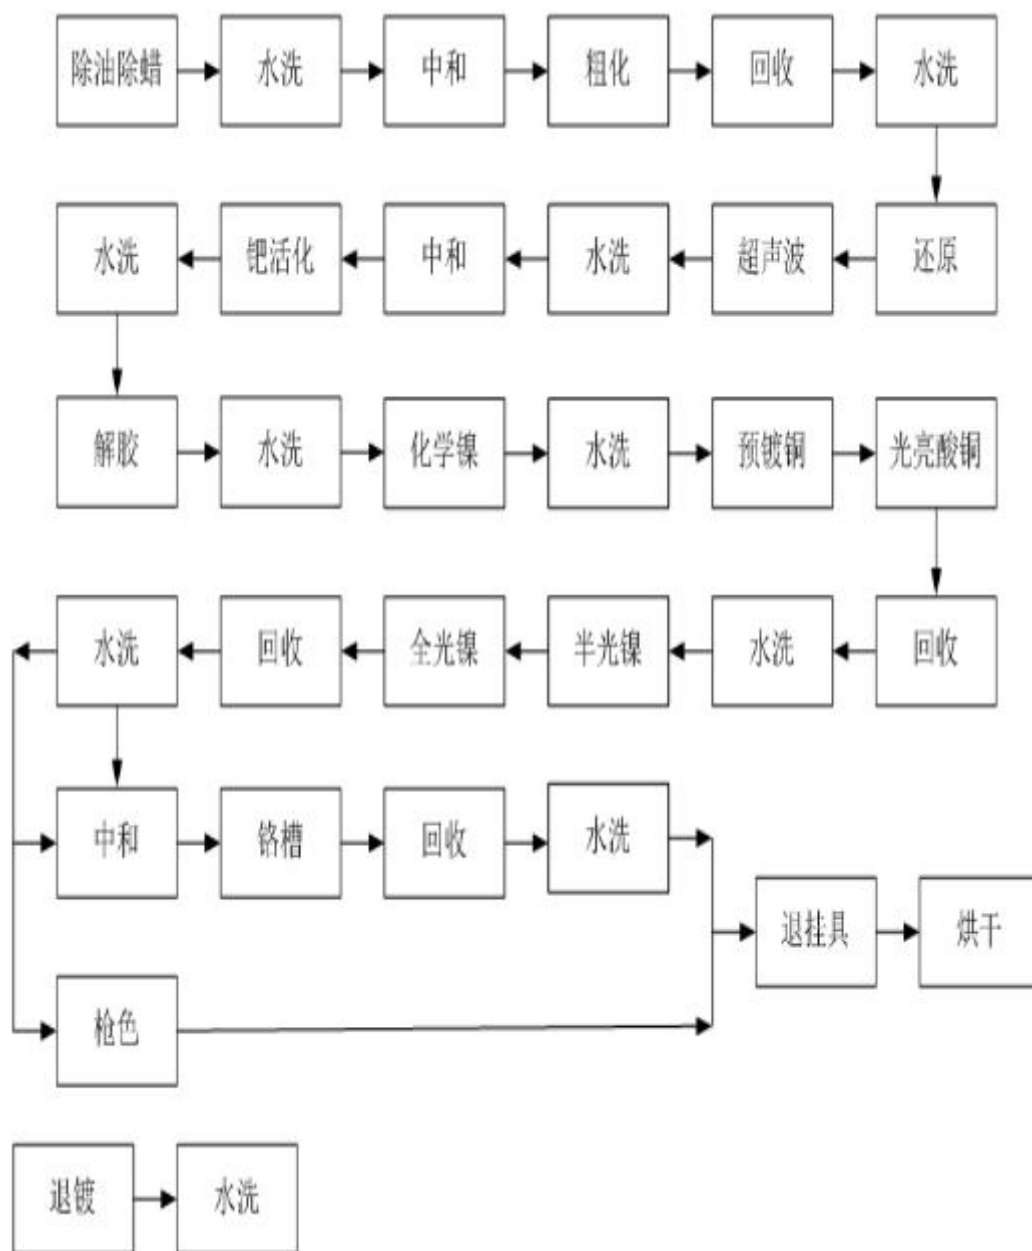 除油除蜡 水洗 中和 粗化 回收 水洗
水洗 钯活化 中和 水洗 超声波 还原
解胶 水洗 化学镍 水洗 预镀铜 光亮酸铜
水洗 回收 全光镍 半光镍 水洗 回收
中和 铬槽 回收 水洗
退挂具 烘干
枪色
退镀 水洗